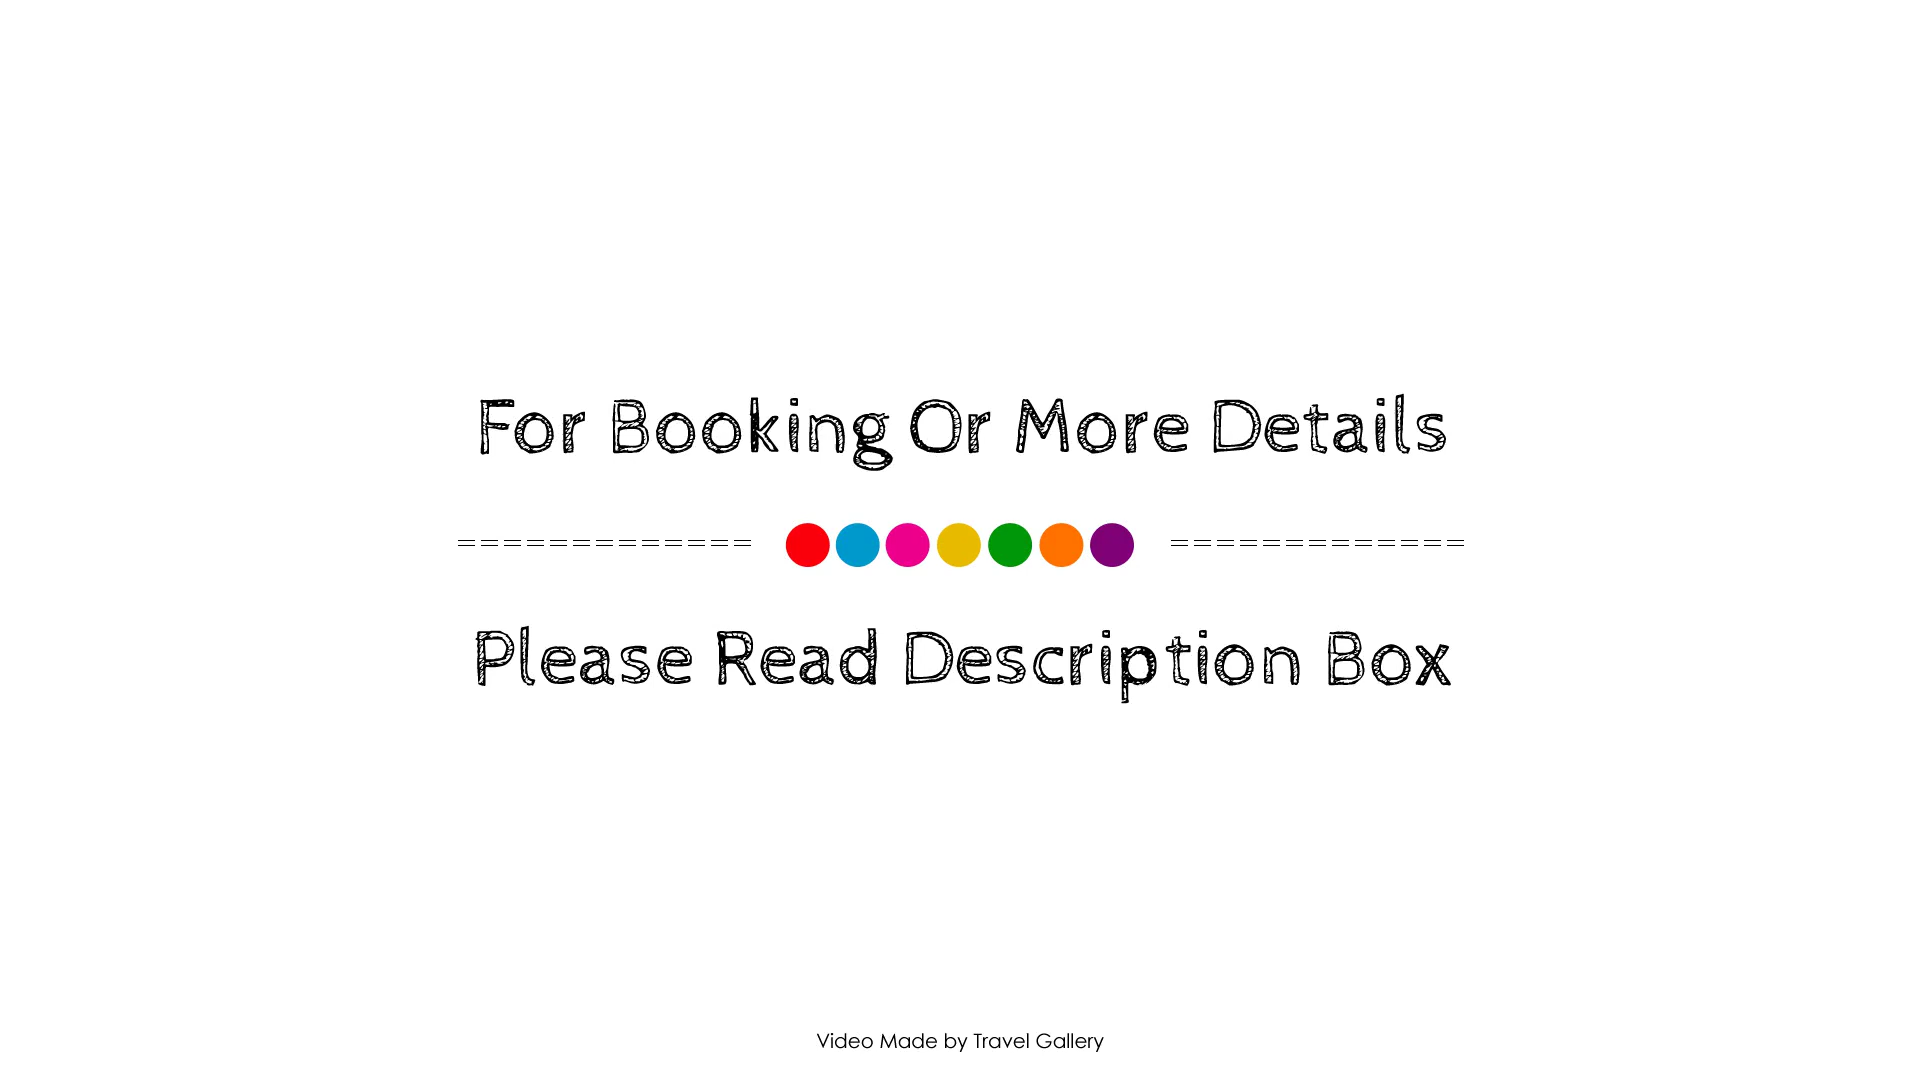 For Booking Or More Details
============= =============
Please Read Description Box
Video Made by Travel Gallery